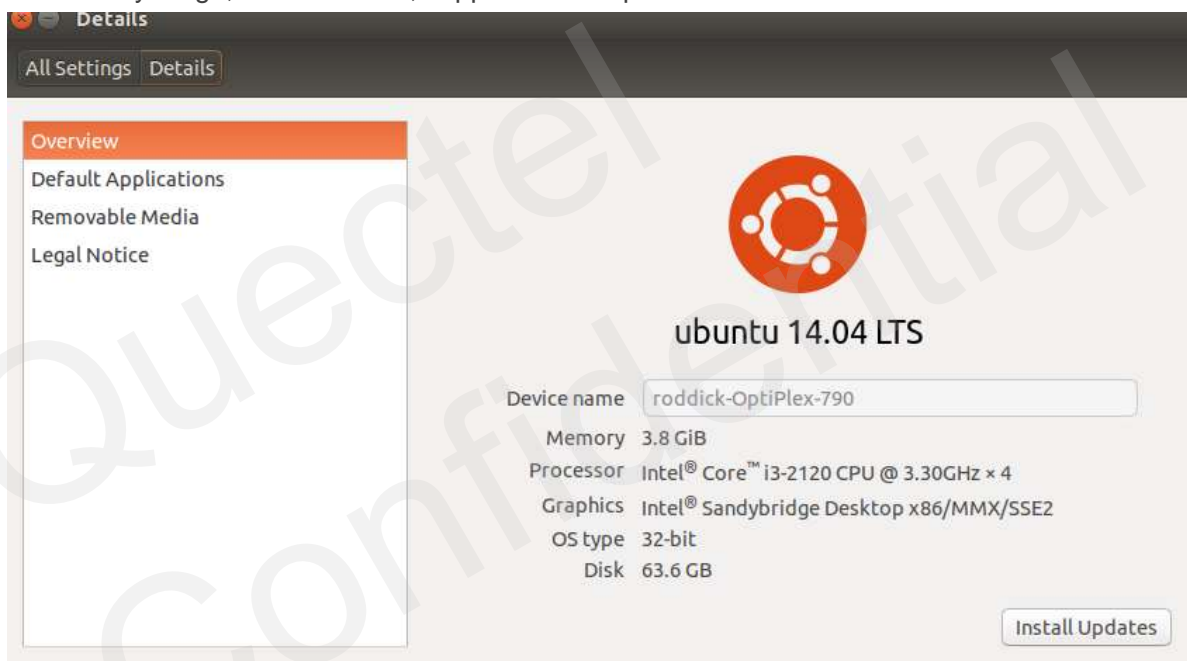 Details
All Settings Details
Overview
Default Applications
Removable Media
Legal Notice
ubuntu 14.04 LTS
Device name roddick-OptiPlex-790
Memory 3.8 GiB
Processor Intel® Core™ i3-2120 CPU @ 3.30GHz × 4
Graphics Intel® Sandybridge Desktop x86/MMX/SSE2
OS type 32-bit
Disk 63.6 GB
Install Updates
Quectel
Confidential